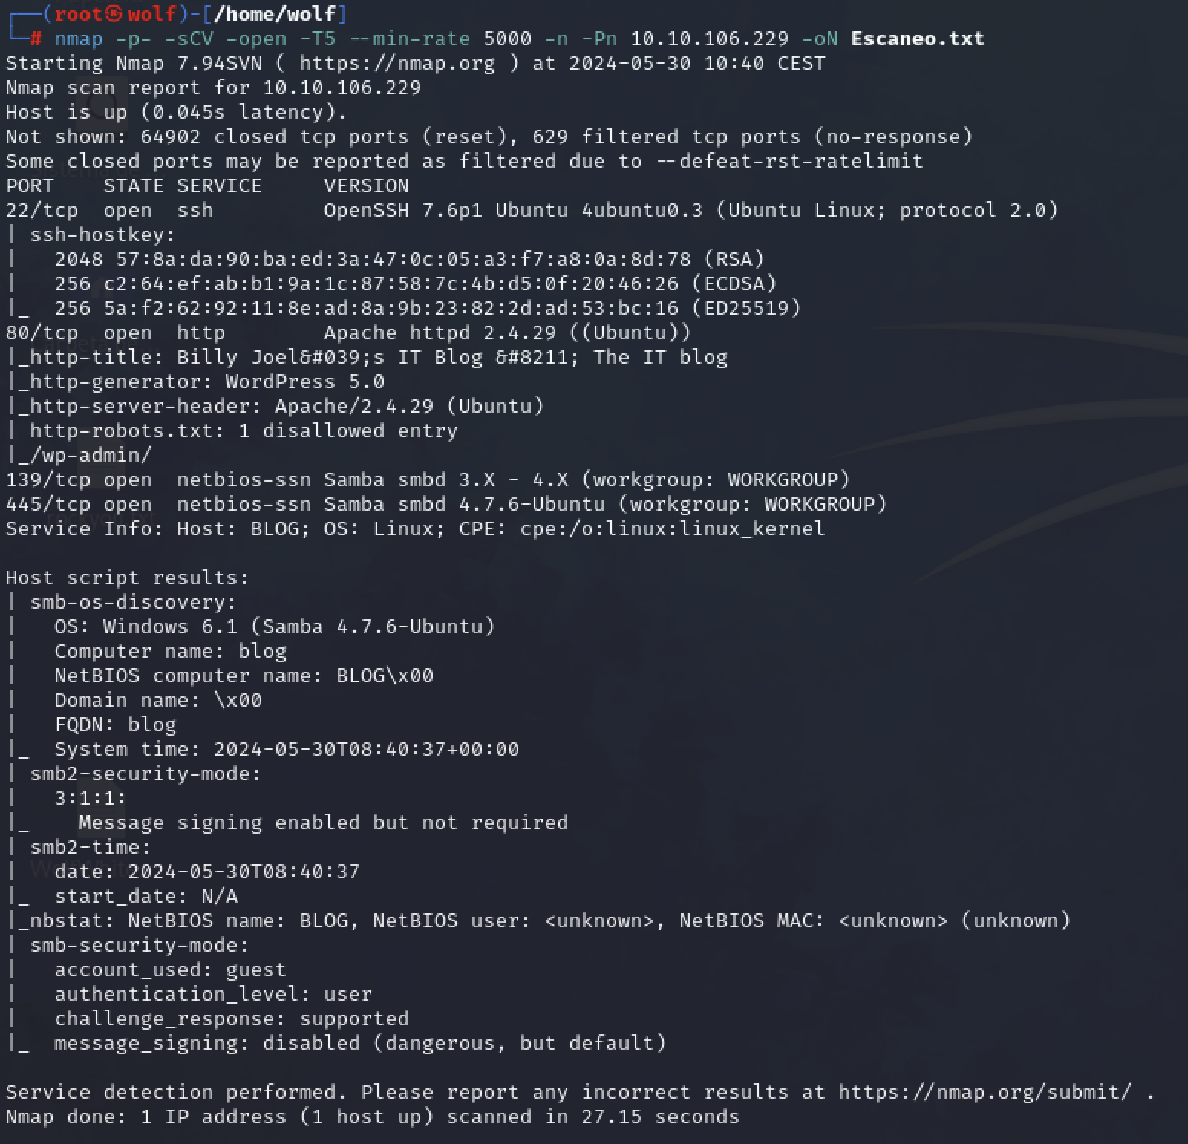 ┌──(root㉿wolf)-[/home/wolf]
└─# nmap -p- -sCV -open -T5 --min-rate 5000 -n -Pn 10.10.106.229 -oN Escaneo.txt
Starting Nmap 7.94SVN ( https://nmap.org ) at 2024-05-30 10:40 CEST
Nmap scan report for 10.10.106.229
Host is up (0.045s latency).
Not shown: 64902 closed tcp ports (reset), 629 filtered tcp ports (no-response)
Some closed ports may be reported as filtered due to --defeat-rst-ratelimit
PORT    STATE SERVICE     VERSION
22/tcp  open  ssh         OpenSSH 7.6p1 Ubuntu 4ubuntu0.3 (Ubuntu Linux; protocol 2.0)
| ssh-hostkey:
|   2048 57:8a:da:90:ba:ed:3a:47:0c:05:a3:f7:a8:0a:8d:78 (RSA)
|   256 c2:64:ef:ab:b1:9a:1c:87:58:7c:4b:d5:0f:20:46:26 (ECDSA)
|_  256 5a:f2:62:92:11:8e:ad:8a:9b:23:82:2d:ad:53:bc:16 (ED25519)
80/tcp  open  http        Apache httpd 2.4.29 ((Ubuntu))
|_http-title: Billy Joel&#039;s IT Blog &#8211; The IT blog
|_http-generator: WordPress 5.0
|_http-server-header: Apache/2.4.29 (Ubuntu)
| http-robots.txt: 1 disallowed entry
|_/wp-admin/
139/tcp open  netbios-ssn Samba smbd 3.X - 4.X (workgroup: WORKGROUP)
445/tcp open  netbios-ssn Samba smbd 4.7.6-Ubuntu (workgroup: WORKGROUP)
Service Info: Host: BLOG; OS: Linux; CPE: cpe:/o:linux:linux_kernel

Host script results:
| smb-os-discovery:
|   OS: Windows 6.1 (Samba 4.7.6-Ubuntu)
|   Computer name: blog
|   NetBIOS computer name: BLOG\x00
|   Domain name: \x00
|   FQDN: blog
|_  System time: 2024-05-30T08:40:37+00:00
| smb2-security-mode:
|   3:1:1:
|_    Message signing enabled but not required
| smb2-time:
|   date: 2024-05-30T08:40:37
|_  start_date: N/A
|_nbstat: NetBIOS name: BLOG, NetBIOS user: <unknown>, NetBIOS MAC: <unknown> (unknown)
| smb-security-mode:
|   account_used: guest
|   authentication_level: user
|   challenge_response: supported
|_  message_signing: disabled (dangerous, but default)

Service detection performed. Please report any incorrect results at https://nmap.org/submit/ .
Nmap done: 1 IP address (1 host up) scanned in 27.15 seconds